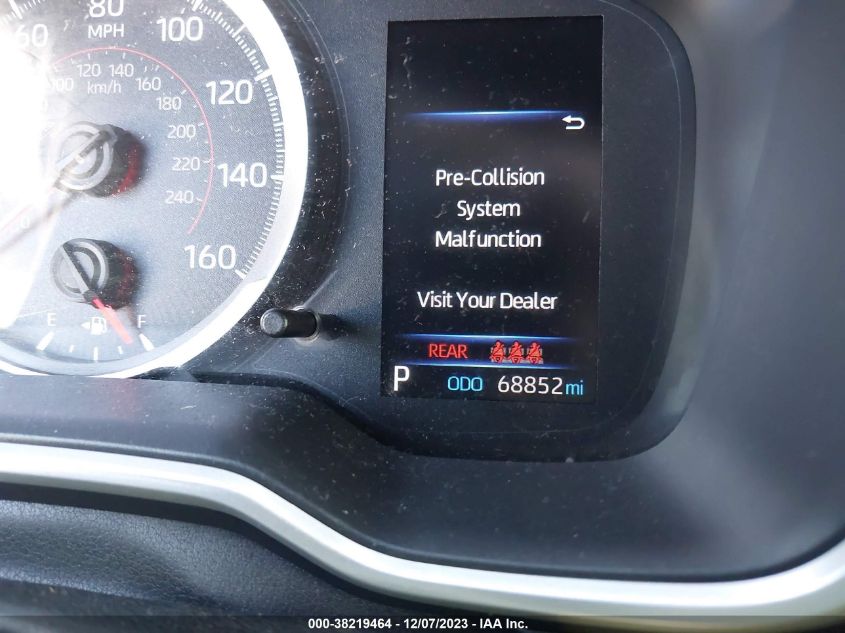 60
80
MPH
100
120
140
160
100
120
140
160
180
200
220
240
km/h
E
F
Pre-Collision
System
Malfunction
Visit Your Dealer
REAR
P
ODO 68852 mi
000-38219464 - 12/07/2023 - IAA Inc.